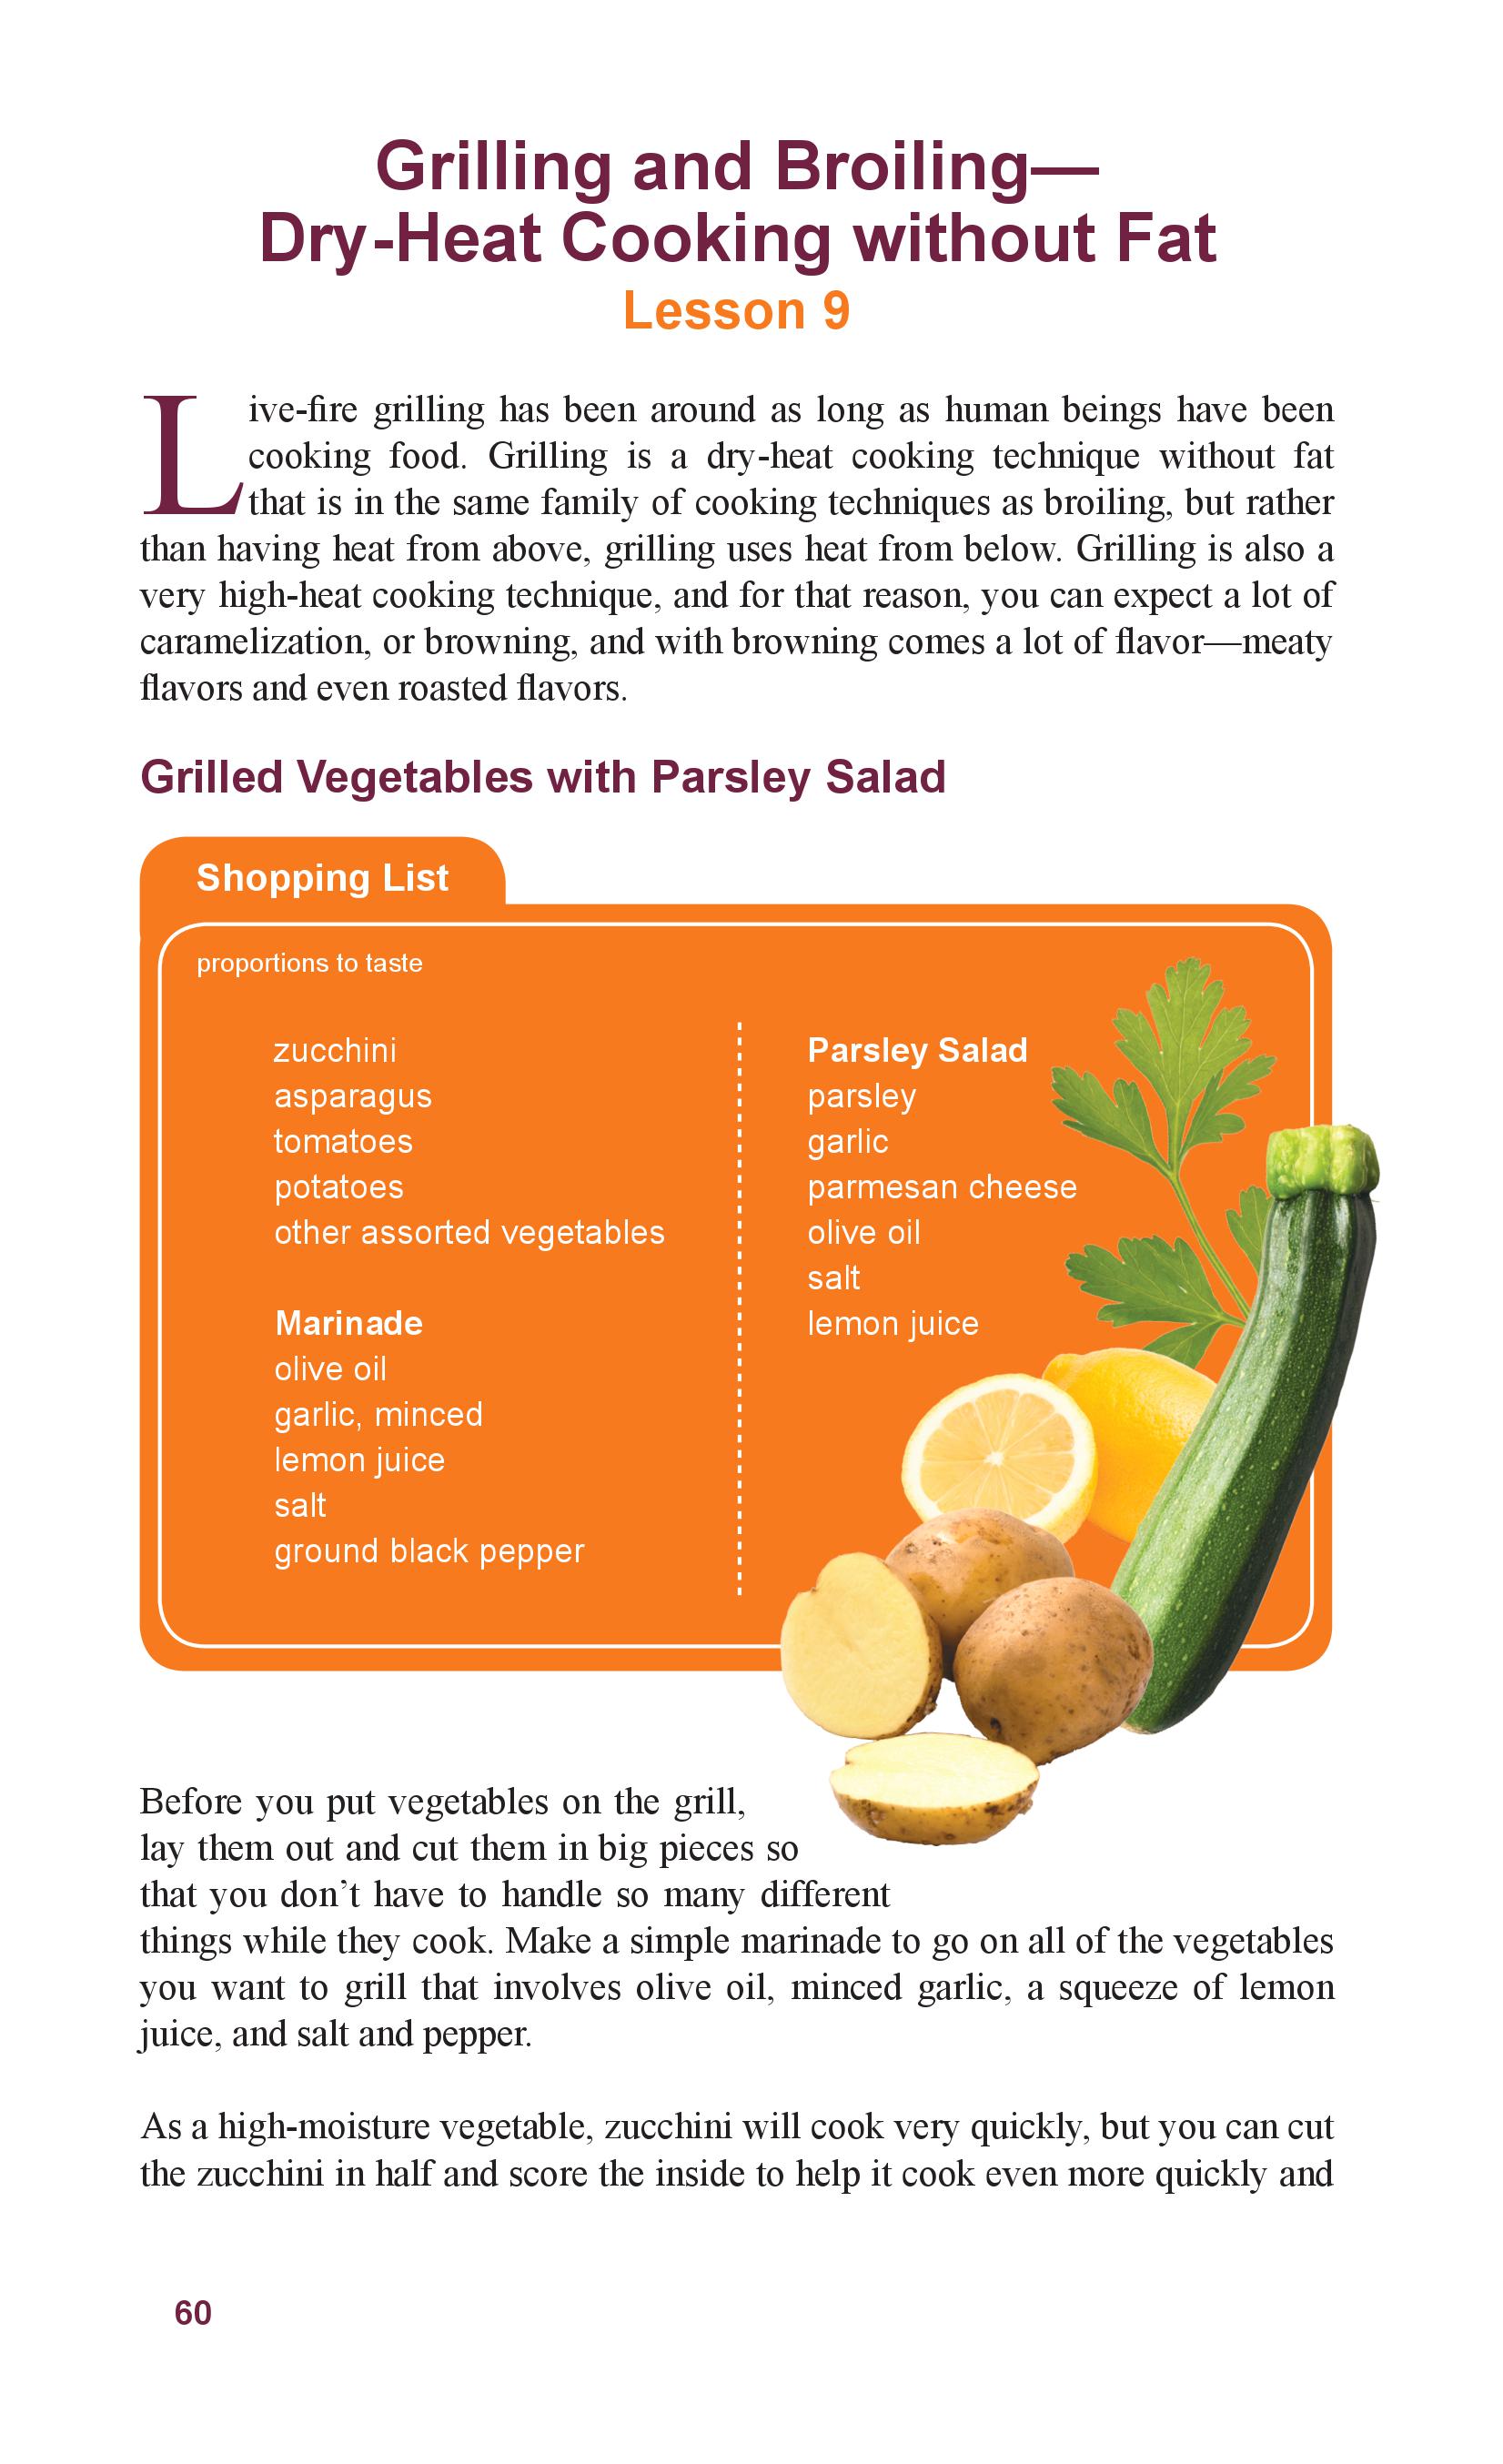 Grilling and Broiling—
Dry-Heat Cooking without Fat
Lesson 9
Live-fire grilling has been around as long as human beings have been
cooking food. Grilling is a dry-heat cooking technique without fat
that is in the same family of cooking techniques as broiling, but rather
than having heat from above, grilling uses heat from below. Grilling is also a
very high-heat cooking technique, and for that reason, you can expect a lot of
caramelization, or browning, and with browning comes a lot of flavor—meaty
flavors and even roasted flavors.
Grilled Vegetables with Parsley Salad
Shopping List
proportions to taste
zucchini
asparagus
tomatoes
potatoes
other assorted vegetables
Marinade
olive oil
garlic, minced
lemon juice
salt
ground black pepper
Parsley Salad
parsley
garlic
parmesan cheese
olive oil
salt
lemon juice
Before you put vegetables on the grill,
lay them out and cut them in big pieces so
that you don’t have to handle so many different
things while they cook. Make a simple marinade to go on all of the vegetables
you want to grill that involves olive oil, minced garlic, a squeeze of lemon
juice, and salt and pepper.
As a high-moisture vegetable, zucchini will cook very quickly, but you can cut
the zucchini in half and score the inside to help it cook even more quickly and
60